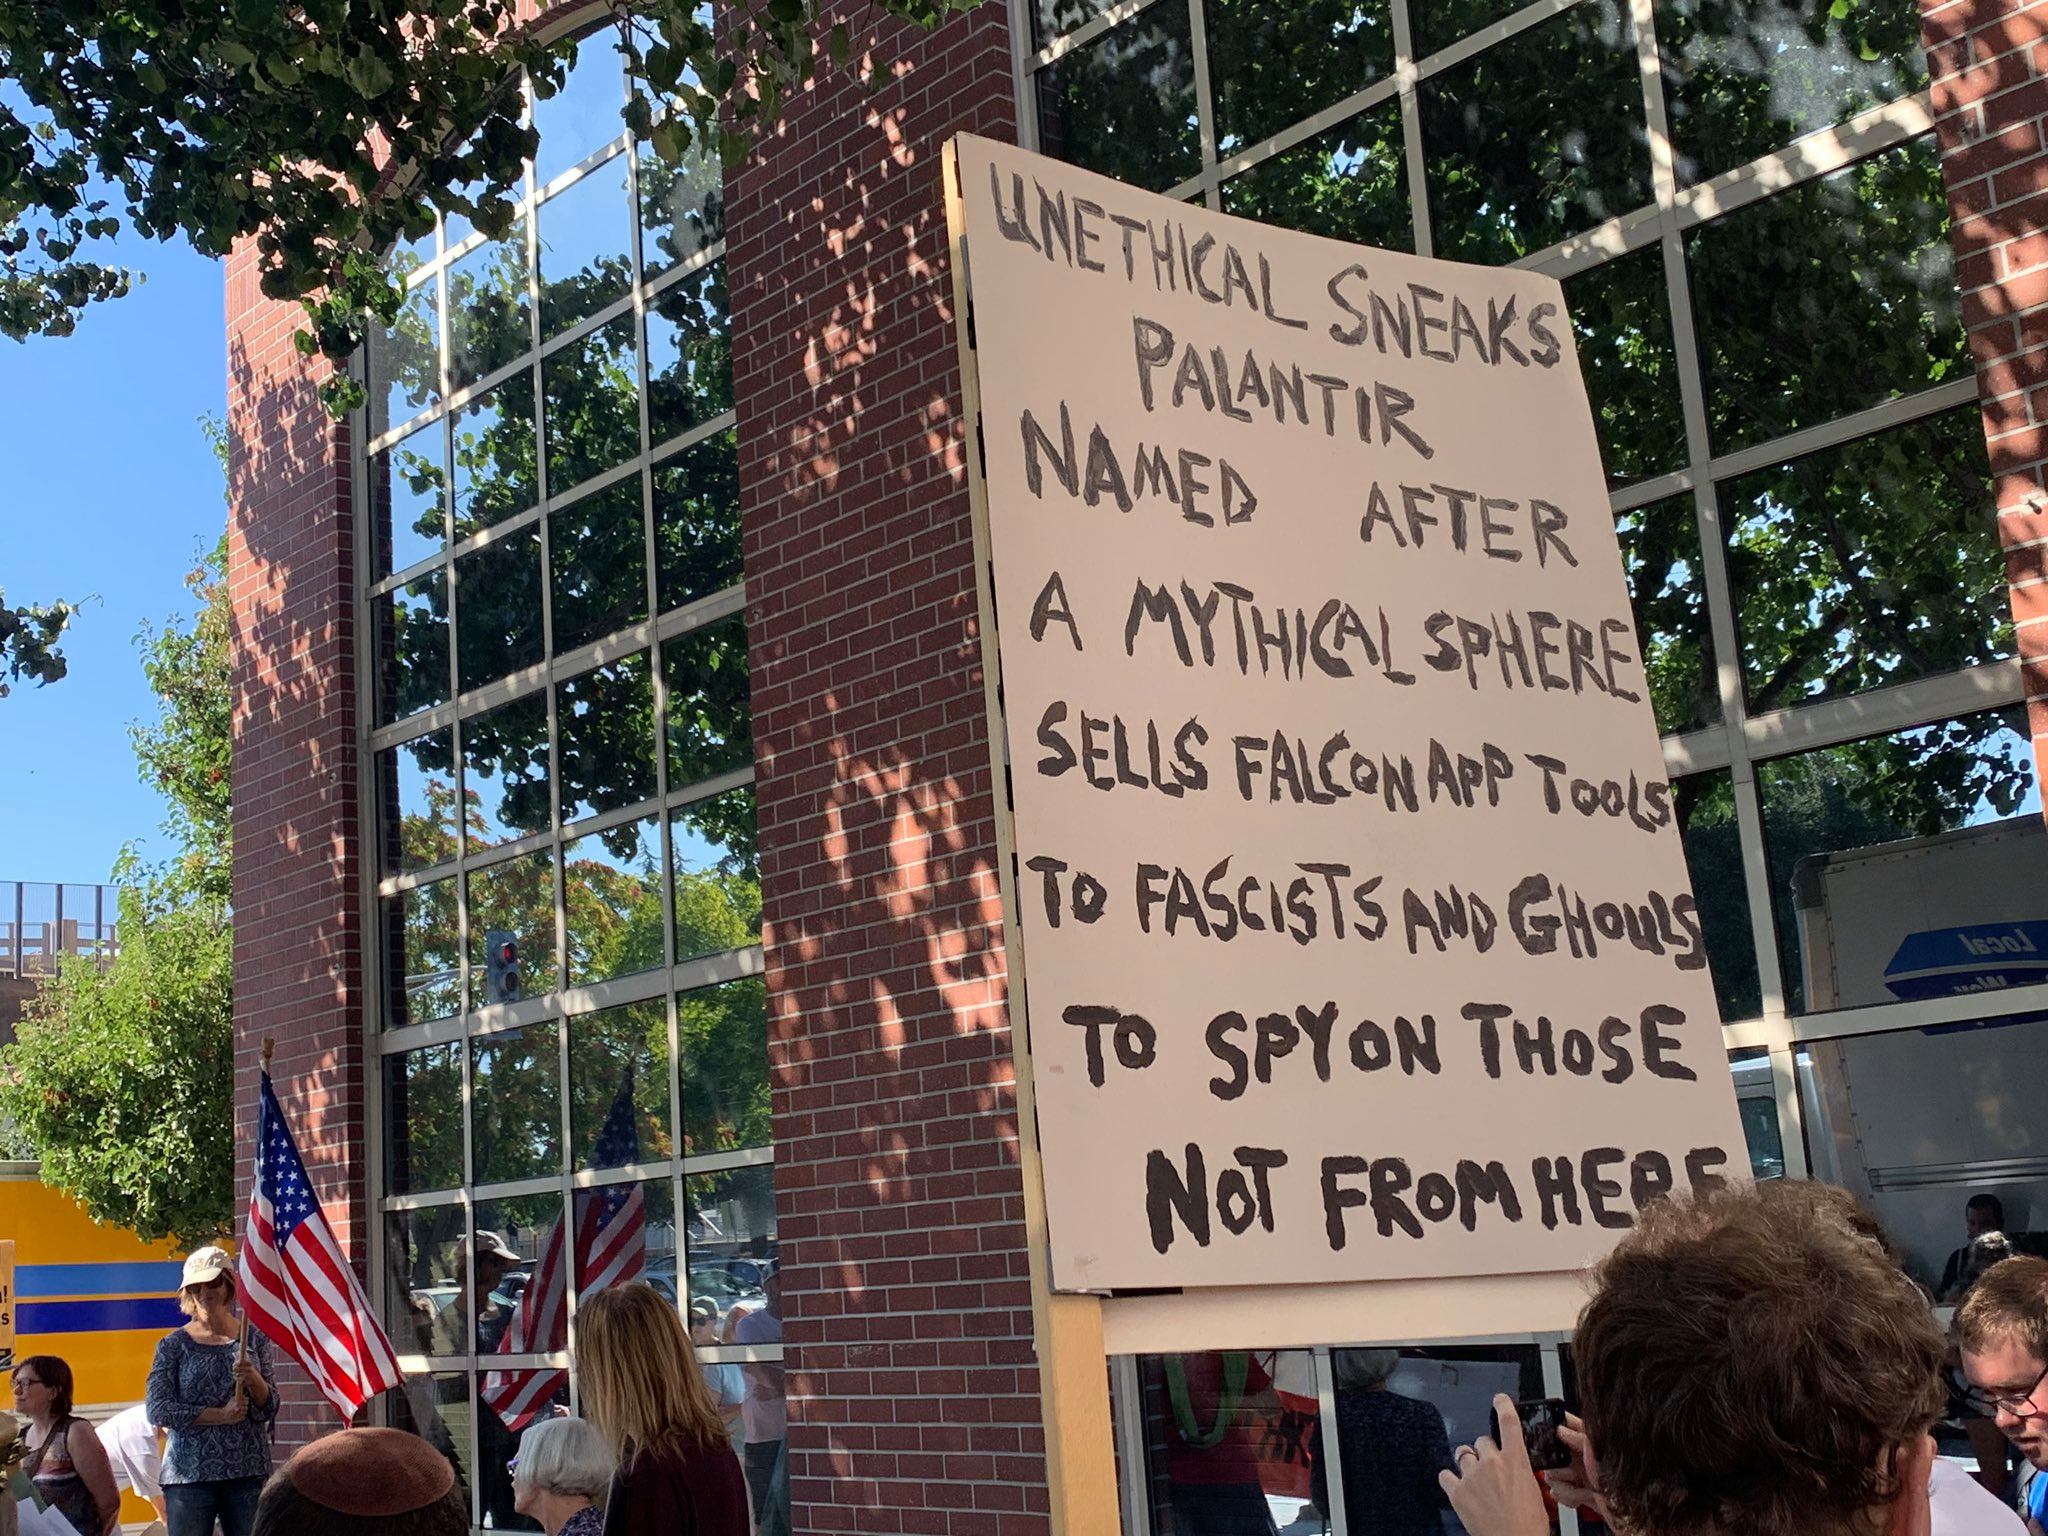 UNETHICAL SNEAKS
PALANTIR
NAMED AFTER
A MYTHICAL SPHERE
SELLS FALCON APP TOOLS
TO FASCISTS AND GHOULS
TO SPY ON THOSE
NOT FROM HERE
Local